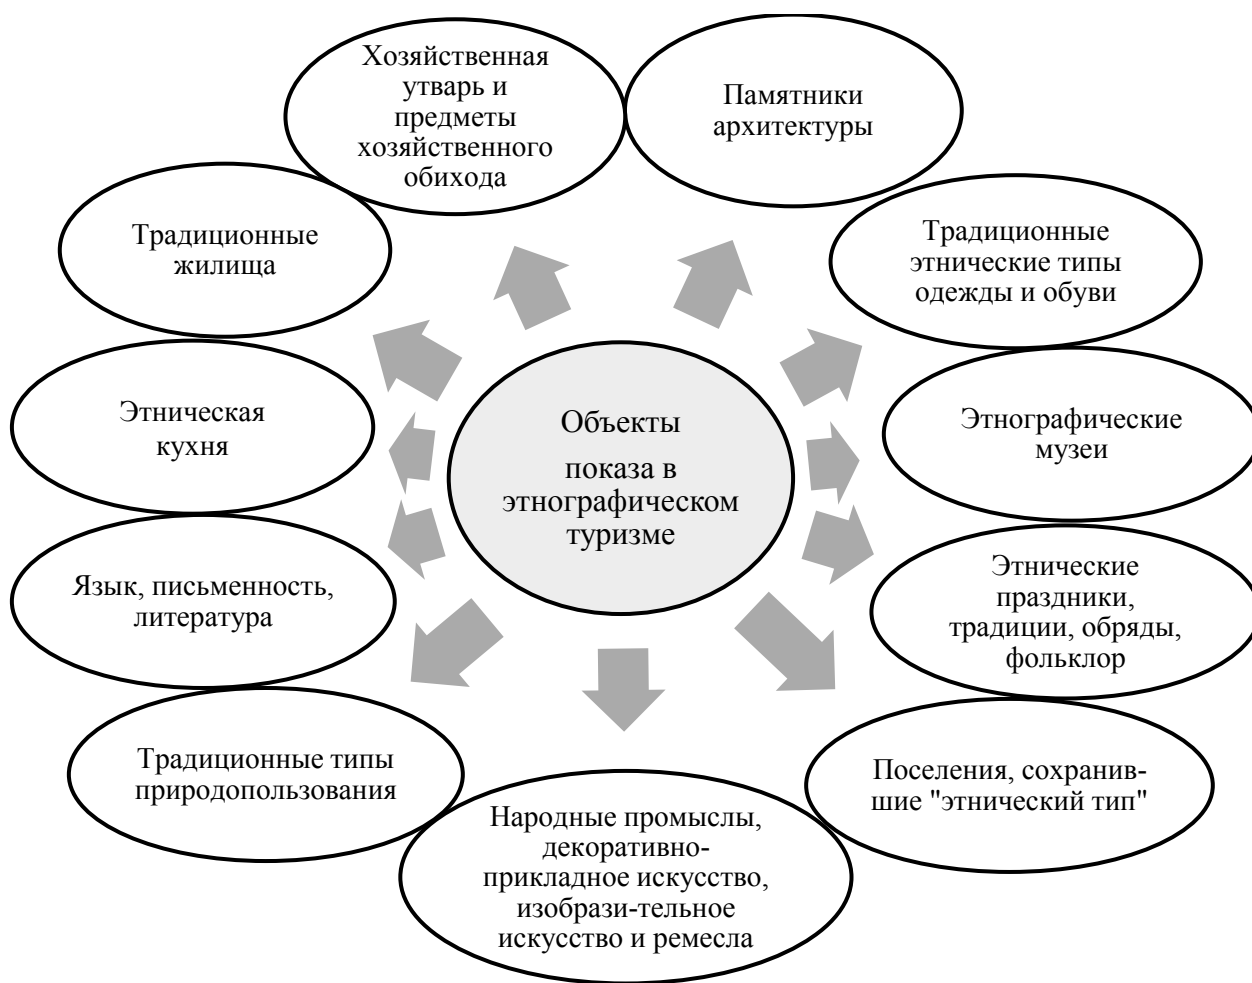 Хозяйственная
утварь и
предметы
хозяйственного
обихода
Памятники
архитектуры
Традиционные
жилища
Традиционные
этнические типы
одежды и обуви
Этническая
кухня
Объекты
показа в
этнографическом
туризме
Этнографические
музеи
Язык, письменность,
литература
Этнические
праздники,
традиции, обряды,
фольклор
Традиционные типы
природопользования
Народные промыслы,
декоративно-
прикладное искусство,
изобрази-тельное
искусство и ремесла
Поселения, сохранив-
шие "этнический тип"